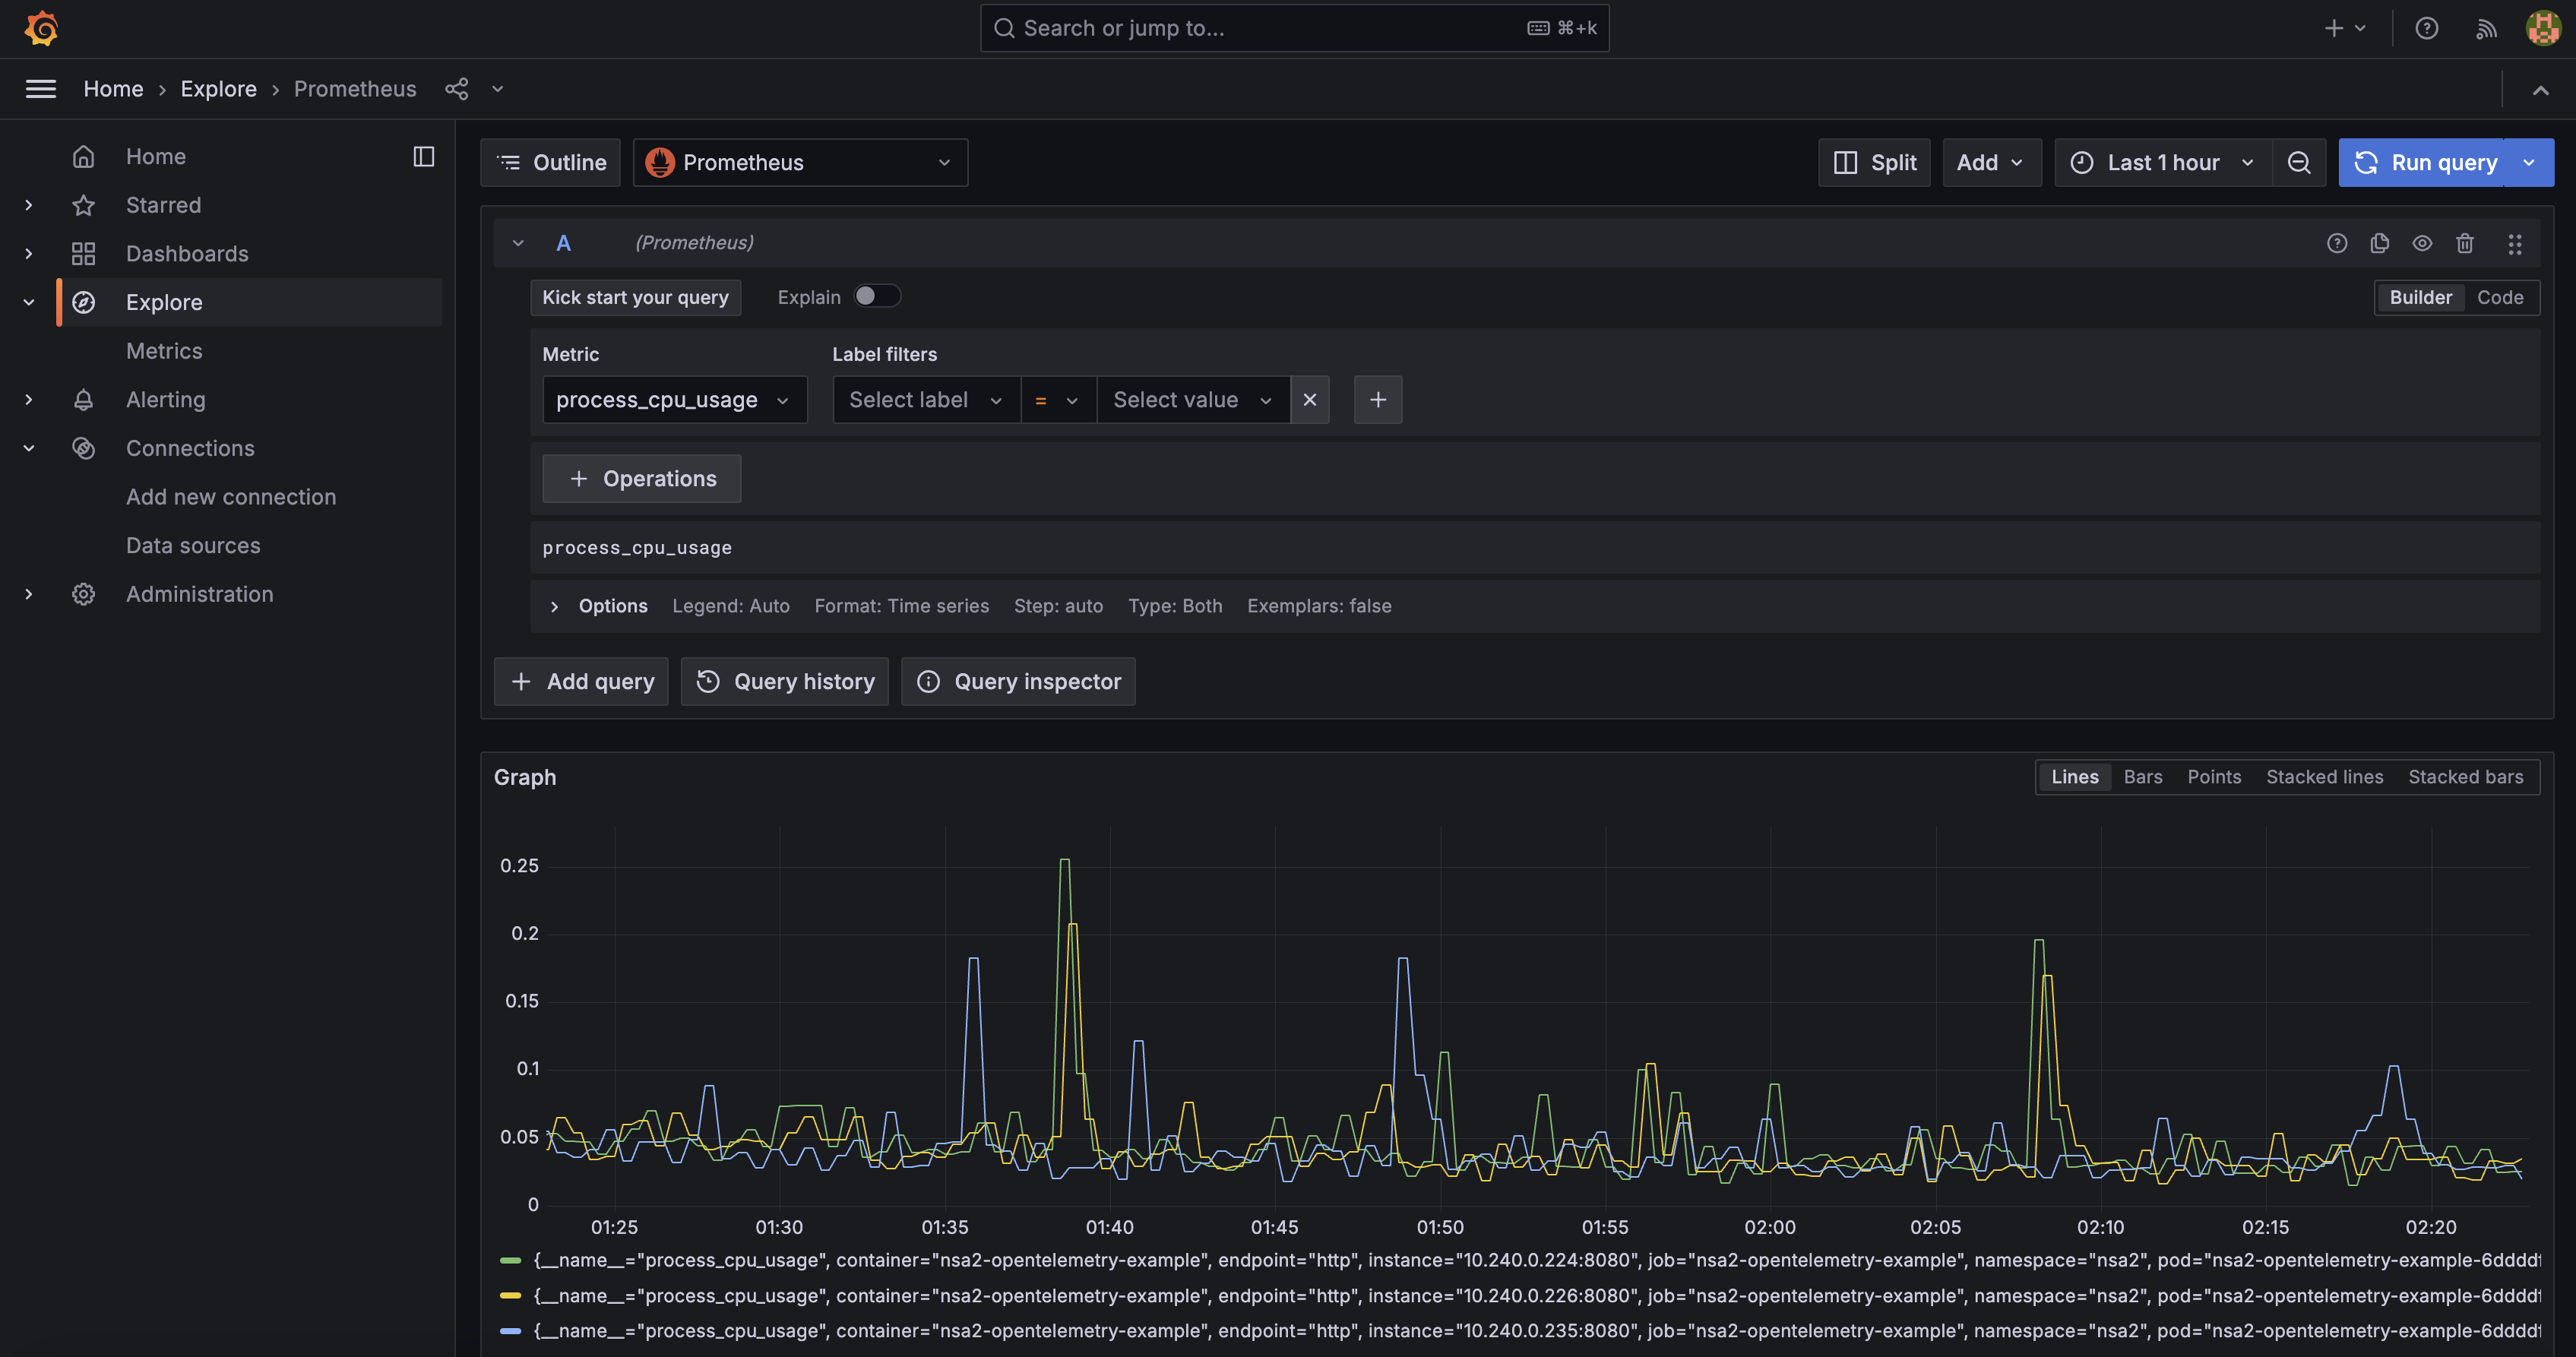 Search or jump to... ⌘+k
Home › Explore › Prometheus
Home
Starred
Dashboards
Explore
Metrics
Alerting
Connections
Add new connection
Data sources
Administration
Outline Prometheus Split Add Last 1 hour Run query
A (Prometheus)
Kick start your query Explain Builder Code
Metric Label filters
process_cpu_usage Select label = Select value
+ Operations
process_cpu_usage
Options Legend: Auto Format: Time series Step: auto Type: Both Exemplars: false
+ Add query Query history Query inspector
Graph Lines Bars Points Stacked lines Stacked bars
0.25
0.2
0.15
0.1
0.05
0
01:25 01:30 01:35 01:40 01:45 01:50 01:55 02:00 02:05 02:10 02:15 02:20
{__name__="process_cpu_usage", container="nsa2-opentelemetry-example", endpoint="http", instance="10.240.0.224:8080", job="nsa2-opentelemetry-example", namespace="nsa2", pod="nsa2-opentelemetry-example-6dddd
{__name__="process_cpu_usage", container="nsa2-opentelemetry-example", endpoint="http", instance="10.240.0.226:8080", job="nsa2-opentelemetry-example", namespace="nsa2", pod="nsa2-opentelemetry-example-6dddd
{__name__="process_cpu_usage", container="nsa2-opentelemetry-example", endpoint="http", instance="10.240.0.235:8080", job="nsa2-opentelemetry-example", namespace="nsa2", pod="nsa2-opentelemetry-example-6dddd